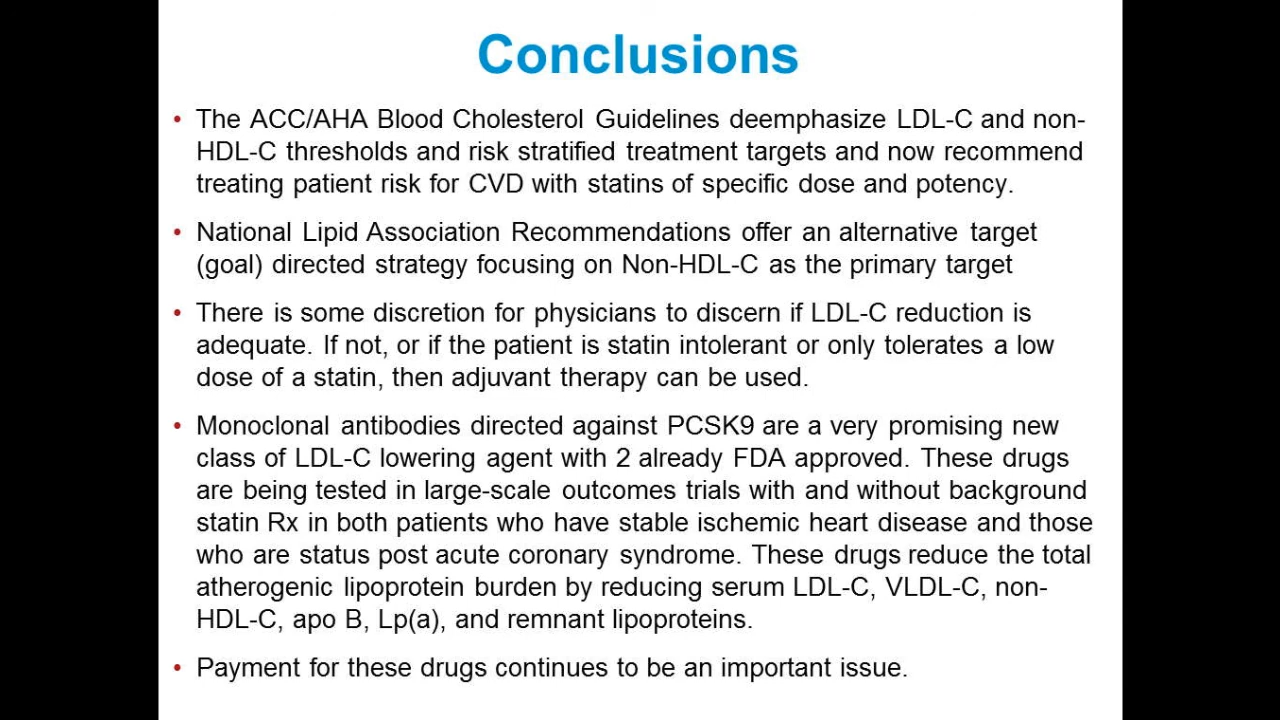 Conclusions
• The ACC/AHA Blood Cholesterol Guidelines deemphasize LDL-C and non-
HDL-C thresholds and risk stratified treatment targets and now recommend
treating patient risk for CVD with statins of specific dose and potency.
• National Lipid Association Recommendations offer an alternative target
(goal) directed strategy focusing on Non-HDL-C as the primary target
• There is some discretion for physicians to discern if LDL-C reduction is
adequate. If not, or if the patient is statin intolerant or only tolerates a low
dose of a statin, then adjuvant therapy can be used.
• Monoclonal antibodies directed against PCSK9 are a very promising new
class of LDL-C lowering agent with 2 already FDA approved. These drugs
are being tested in large-scale outcomes trials with and without background
statin Rx in both patients who have stable ischemic heart disease and those
who are status post acute coronary syndrome. These drugs reduce the total
atherogenic lipoprotein burden by reducing serum LDL-C, VLDL-C, non-
HDL-C, apo B, Lp(a), and remnant lipoproteins.
• Payment for these drugs continues to be an important issue.